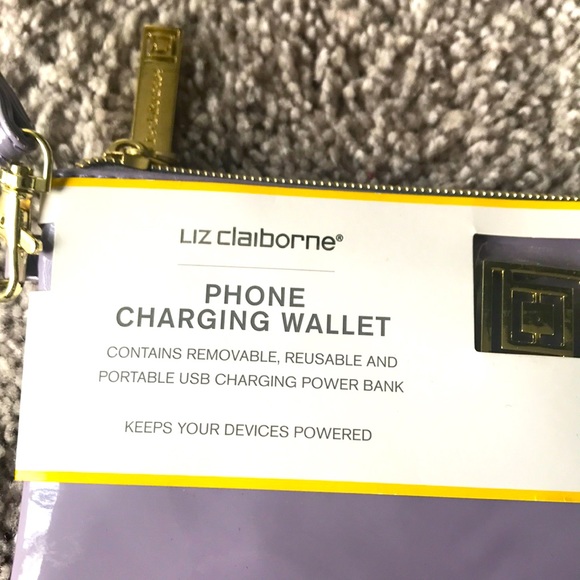 LIZ claiborne®
PHONE
CHARGING WALLET
CONTAINS REMOVABLE, REUSABLE AND
PORTABLE USB CHARGING POWER BANK
KEEPS YOUR DEVICES POWERED